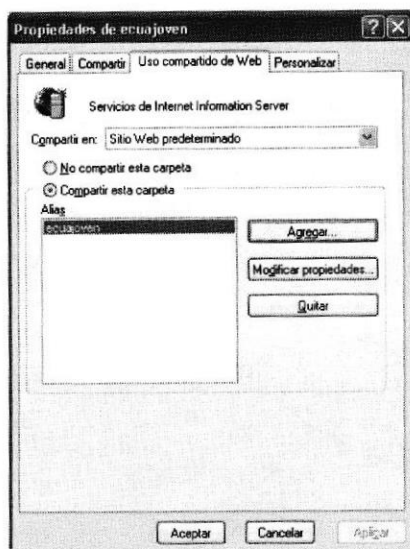 Propiedades de ecuajoven
General Compartir Uso compartido de Web Personalizar
Servicios de Internet Information Server
Compartir en: Sitio Web predeterminado
No compartir esta carpeta
Compartir esta carpeta
Alias
ecuajoven
Agregar...
Modificar propiedades...
Quitar
Aceptar Cancelar Aplicar